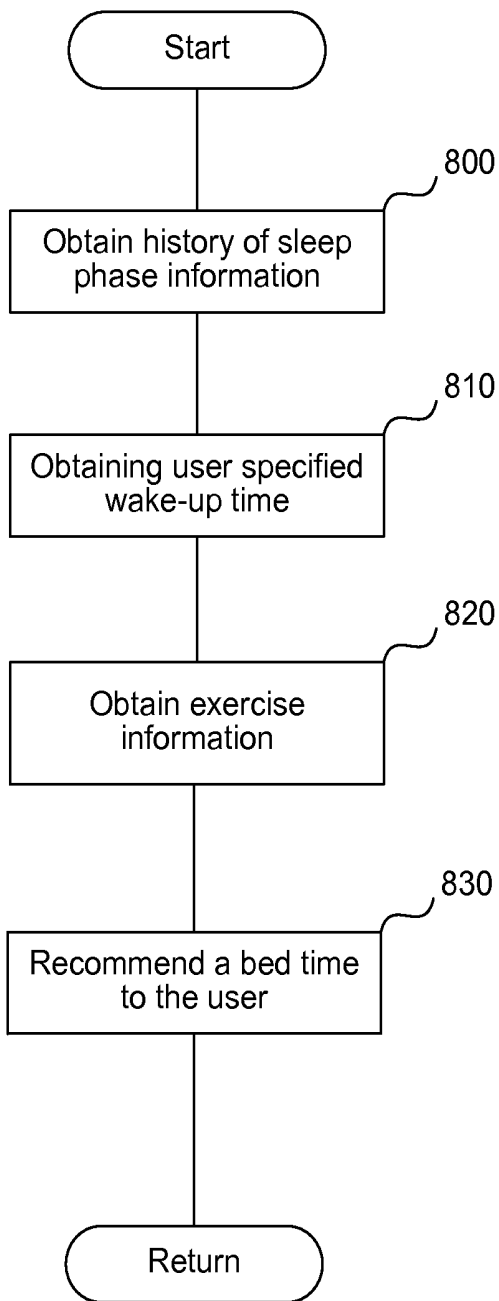 Start
800
Obtain history of sleep
phase information
810
Obtaining user specified
wake-up time
820
Obtain exercise
information
830
Recommend a bed time
to the user
Return